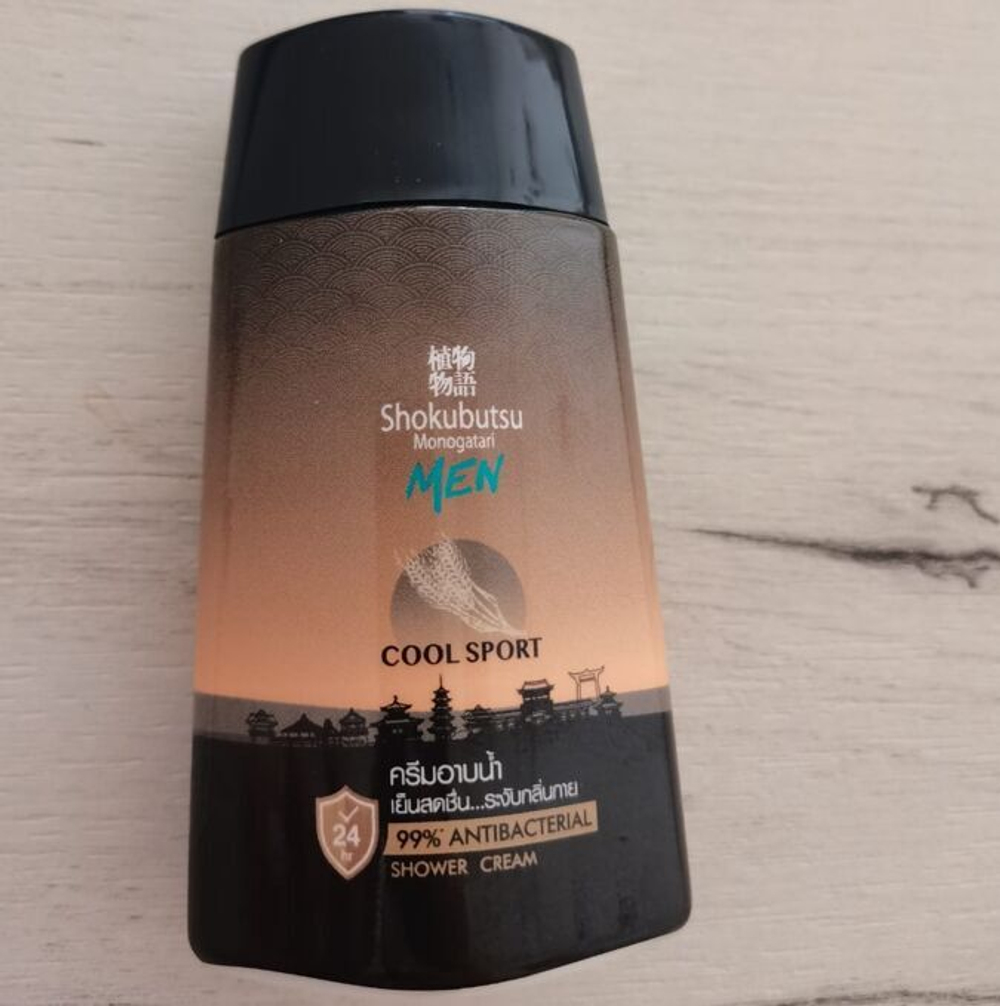 植物
物語
Shokubutsu
Monogatari
MEN
COOL SPORT
ครีมอาบน้ำ
เย็นสดชื่น...ระงับกลิ่นกาย
24
hr
99%* ANTIBACTERIAL
SHOWER CREAM